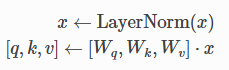 x ← LayerNorm(x)
[q, k, v] ← [W_q, W_k, W_v] · x